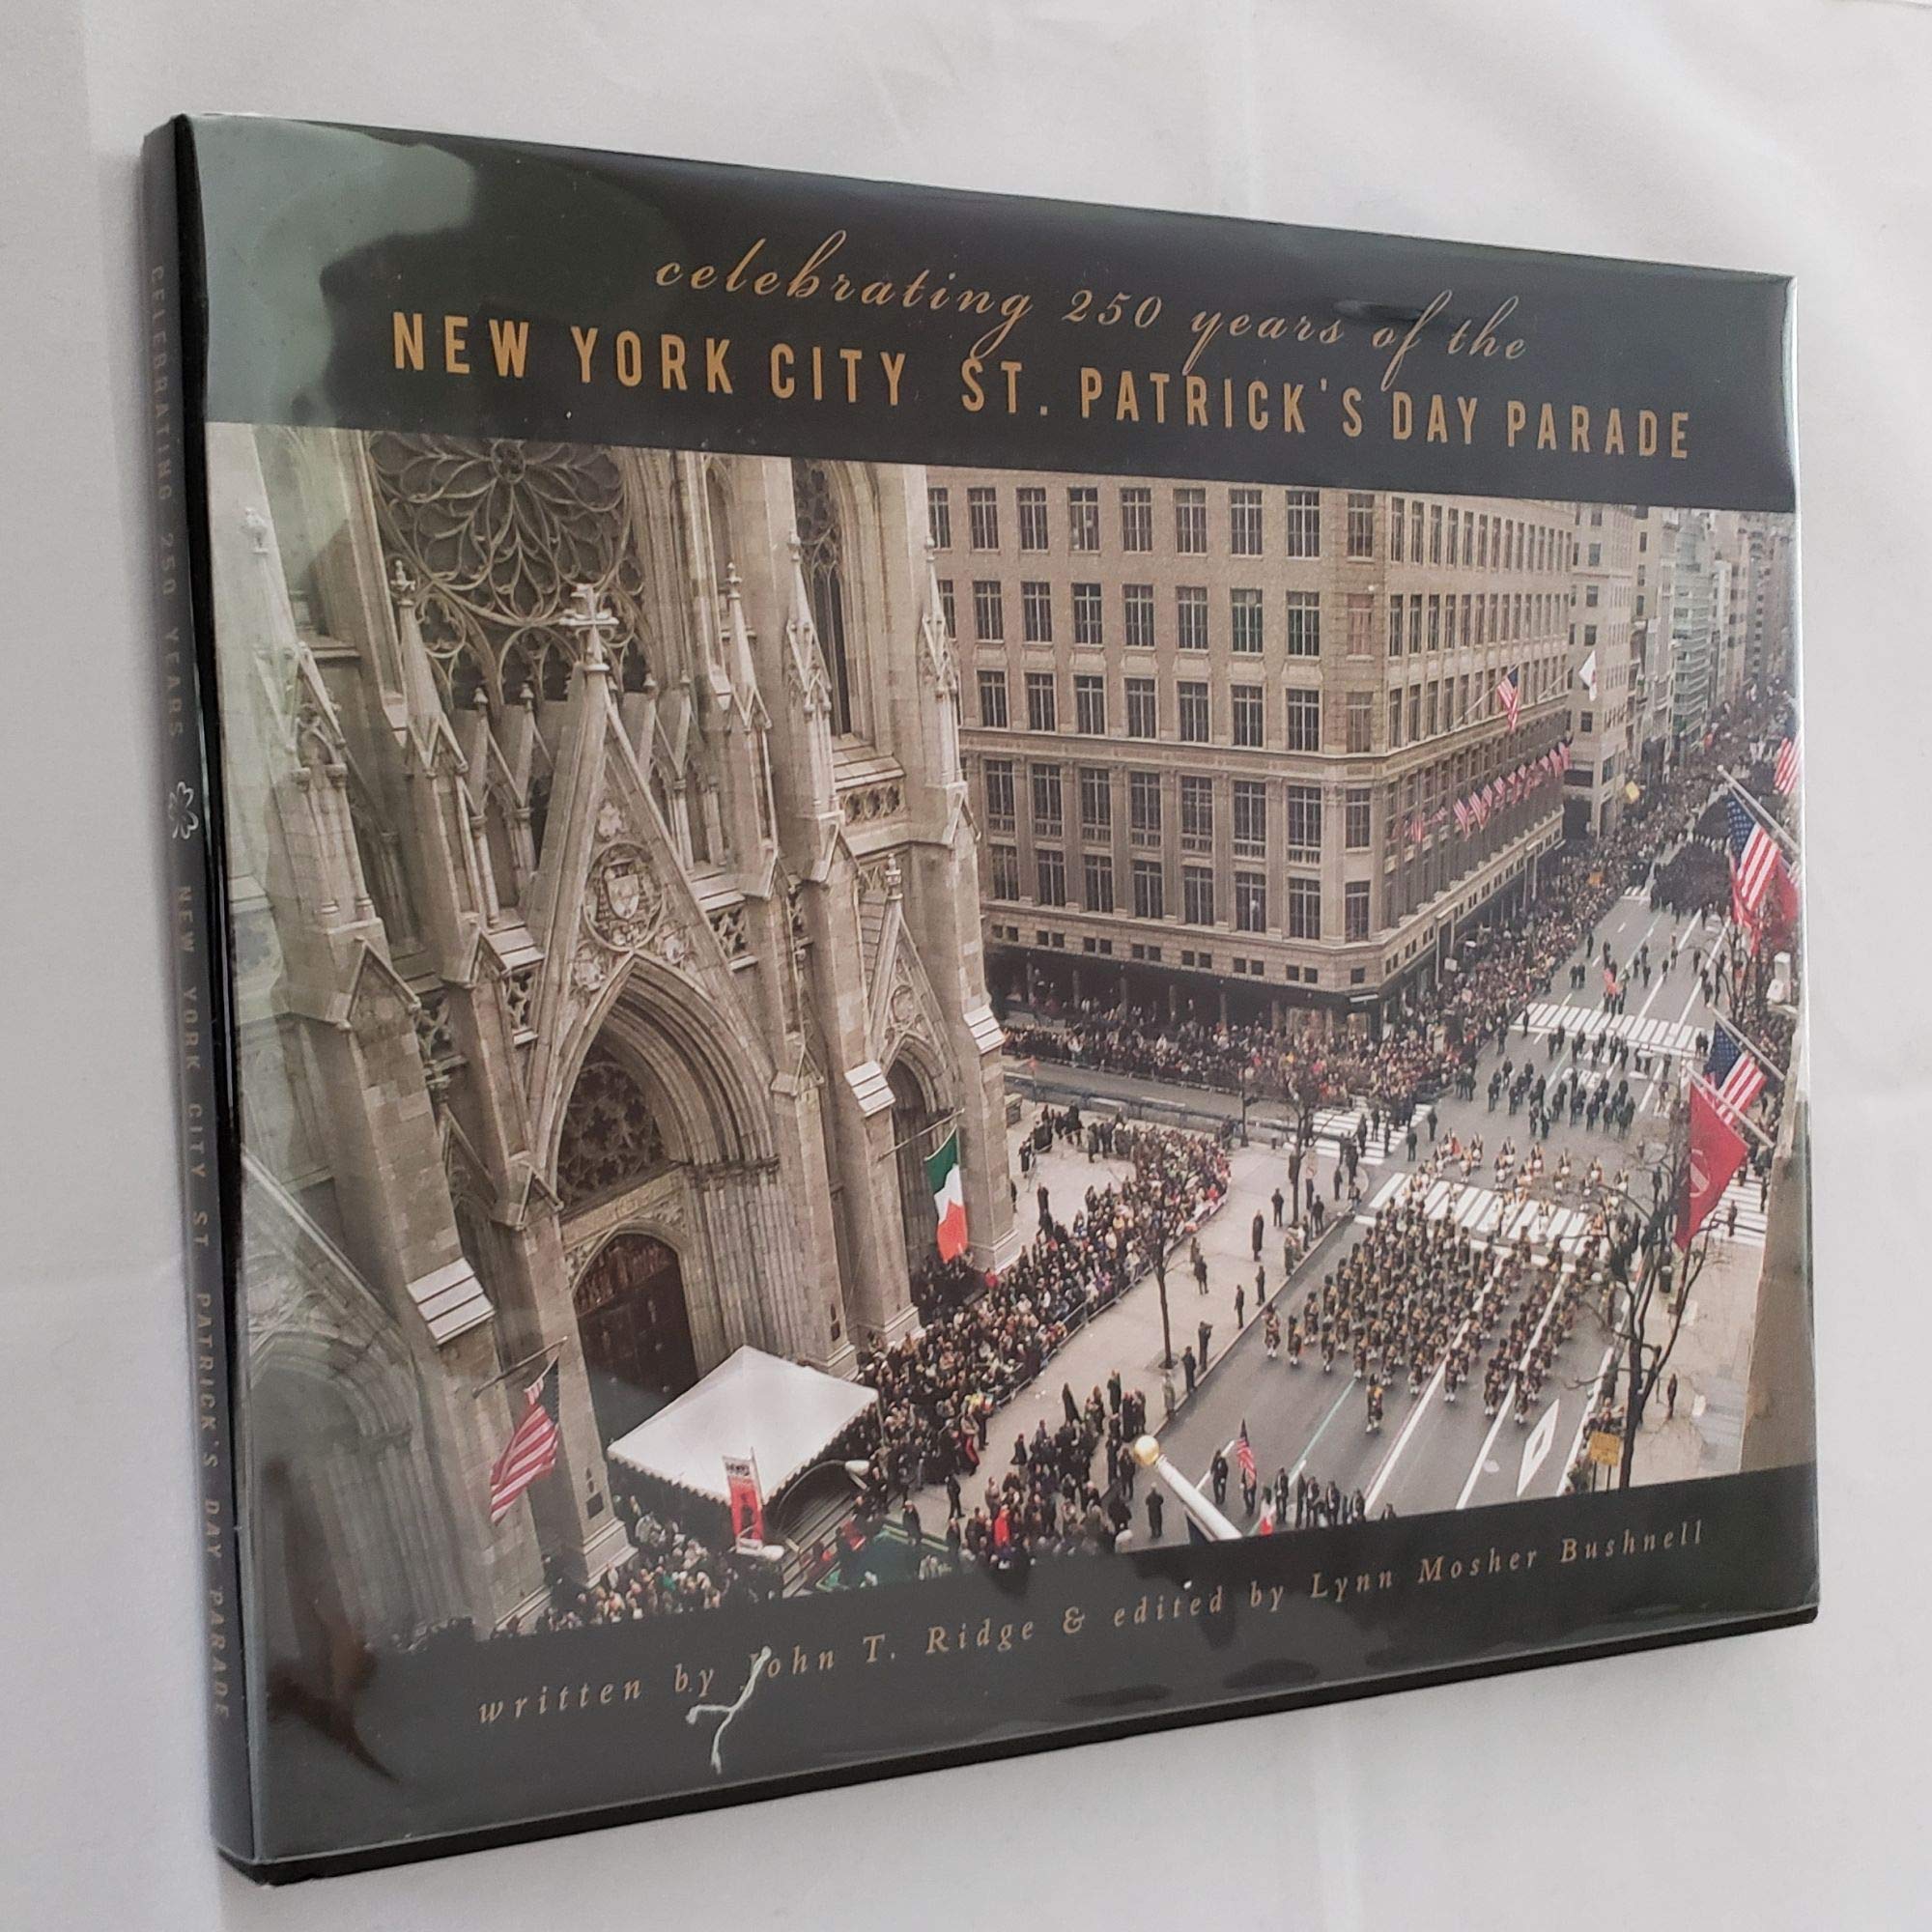 celebrating 250 years of the
NEW YORK CITY ST. PATRICK'S DAY PARADE
written by John T. Ridge & edited by Lynn Mosher Bushnell
CELEBRATING 250 YEARS NEW YORK CITY ST. PATRICK'S DAY PARADE